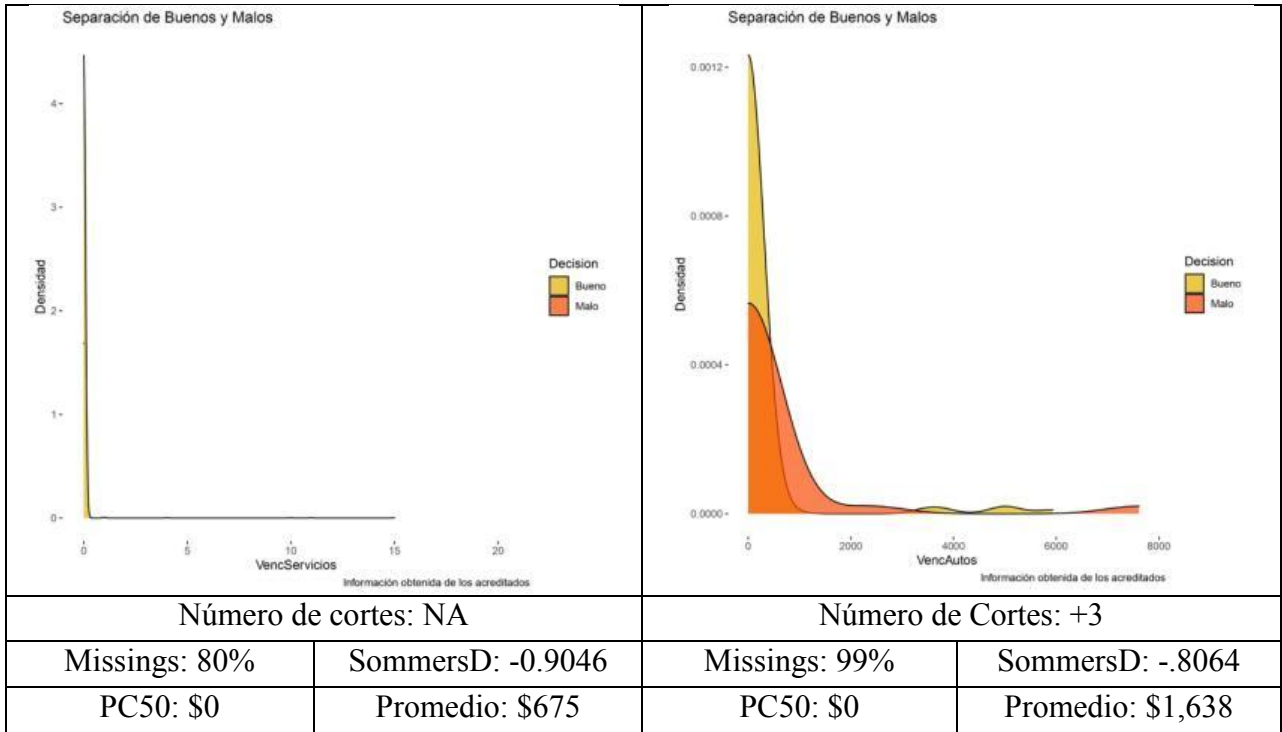 Separación de Buenos y Malos
4-
3-
2-
1-
0-
Densidad
0
5
10
15
20
VencServicios
Información obtenida de los acreditados
Decision
Bueno
Malo
Separación de Buenos y Malos
0.0012-
0.0008-
0.0004-
0.0000-
Densidad
0
2000
4000
6000
8000
VencAutos
Información obtenida de los acreditados
Decision
Bueno
Malo
Número de cortes: NA
Número de Cortes: +3
Missings: 80%
SommersD: -0.9046
Missings: 99%
SommersD: -.8064
PC50: $0
Promedio: $675
PC50: $0
Promedio: $1,638